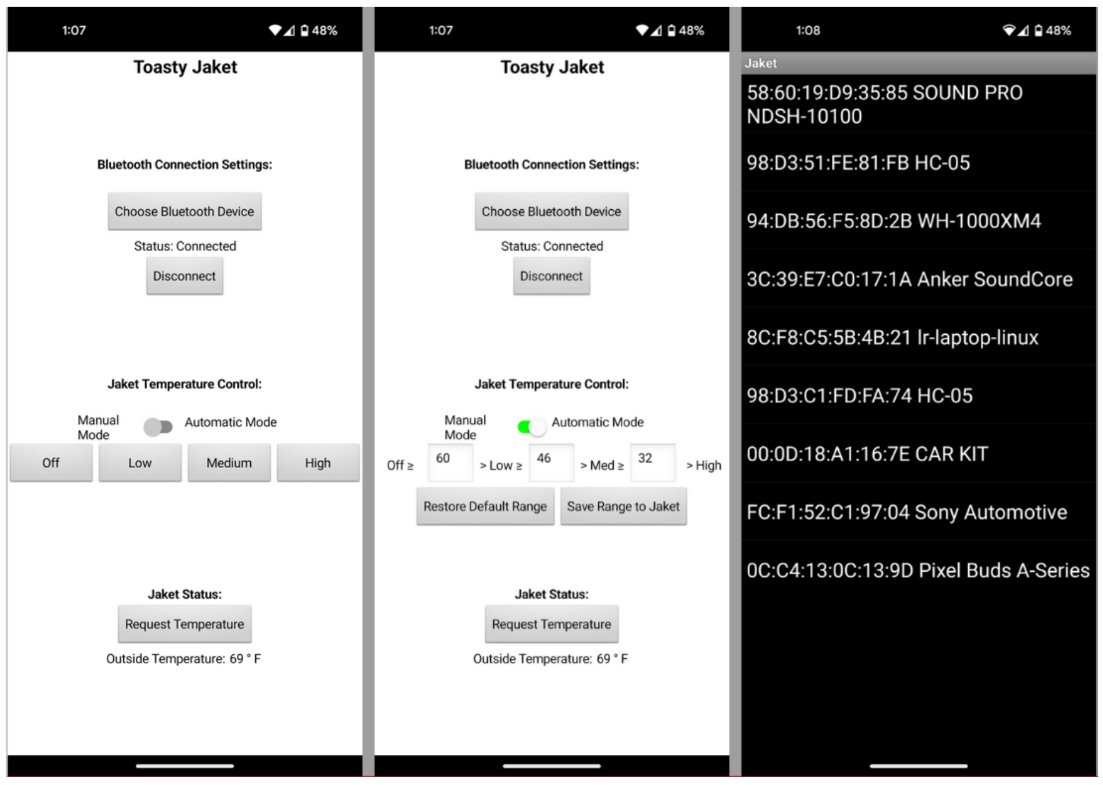 1:07
48%
Toasty Jaket
Bluetooth Connection Settings:
Choose Bluetooth Device
Status: Connected
Disconnect
Jaket Temperature Control:
Manual
Mode
Automatic Mode
Off
Low
Medium
High
Jaket Status:
Request Temperature
Outside Temperature: 69 ° F
1:07
48%
Toasty Jaket
Bluetooth Connection Settings:
Choose Bluetooth Device
Status: Connected
Disconnect
Jaket Temperature Control:
Manual
Mode
Automatic Mode
Off ≥ 60 > Low ≥ 46 > Med ≥ 32 > High
Restore Default Range
Save Range to Jaket
Jaket Status:
Request Temperature
Outside Temperature: 69 ° F
1:08
48%
Jaket
58:60:19:D9:35:85 SOUND PRO
NDSH-10100
98:D3:51:FE:81:FB HC-05
94:DB:56:F5:8D:2B WH-1000XM4
3C:39:E7:C0:17:1A Anker SoundCore
8C:F8:C5:5B:4B:21 lr-laptop-linux
98:D3:C1:FD:FA:74 HC-05
00:0D:18:A1:16:7E CAR KIT
FC:F1:52:C1:97:04 Sony Automotive
0C:C4:13:0C:13:9D Pixel Buds A-Series